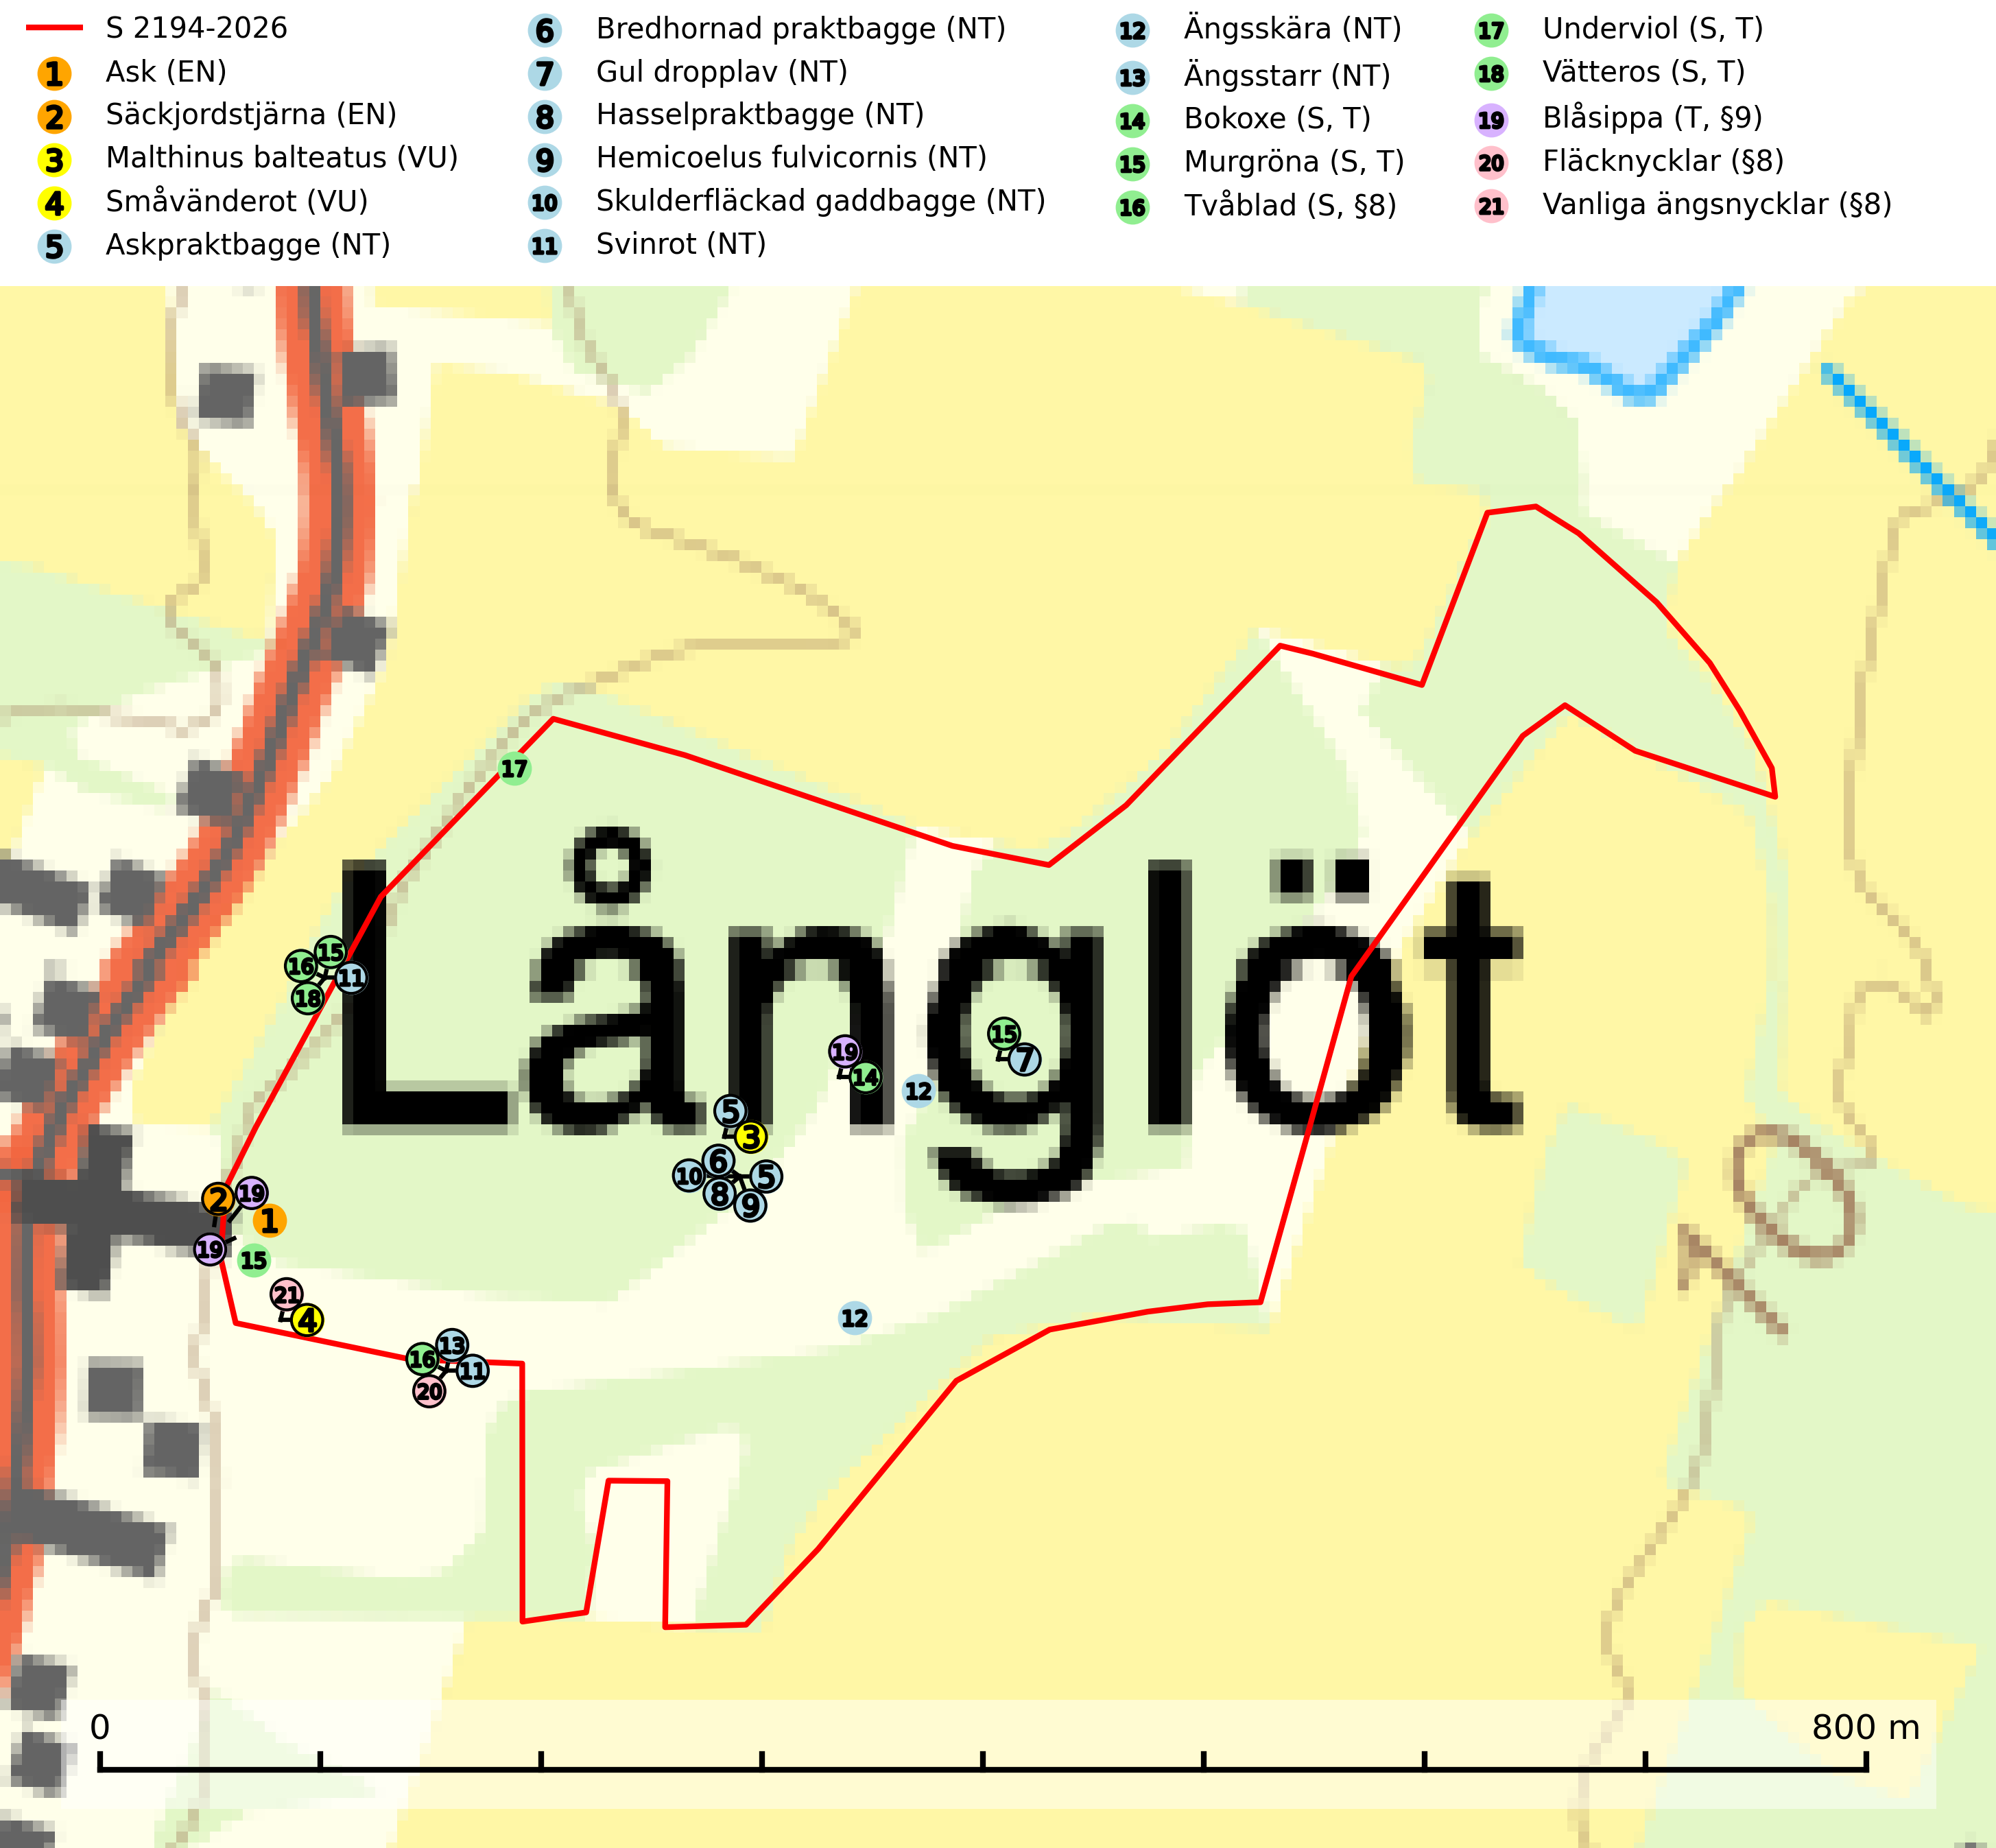 S 2194-2026
1 Ask (EN)
2 Säckjordstjärna (EN)
3 Malthinus balteatus (VU)
4 Småvänderot (VU)
5 Askpraktbagge (NT)
6 Bredhornad praktbagge (NT)
7 Gul dropplav (NT)
8 Hasselpraktbagge (NT)
9 Hemicoelus fulvicornis (NT)
10 Skulderfläckad gaddbagge (NT)
11 Svinrot (NT)
12 Ängsskära (NT)
13 Ängsstarr (NT)
14 Bokoxe (S, T)
15 Murgröna (S, T)
16 Tvåblad (S, §8)
17 Underviol (S, T)
18 Vätteros (S, T)
19 Blåsippa (T, §9)
20 Fläcknycklar (§8)
21 Vanliga ängsnycklar (§8)
17
15
16 11
18
Långlöt
15
19 7
14 12
5
3
6
10 5
8 9
2 19
1
19 15
21
4 12
13
16 11
20
0 800 m